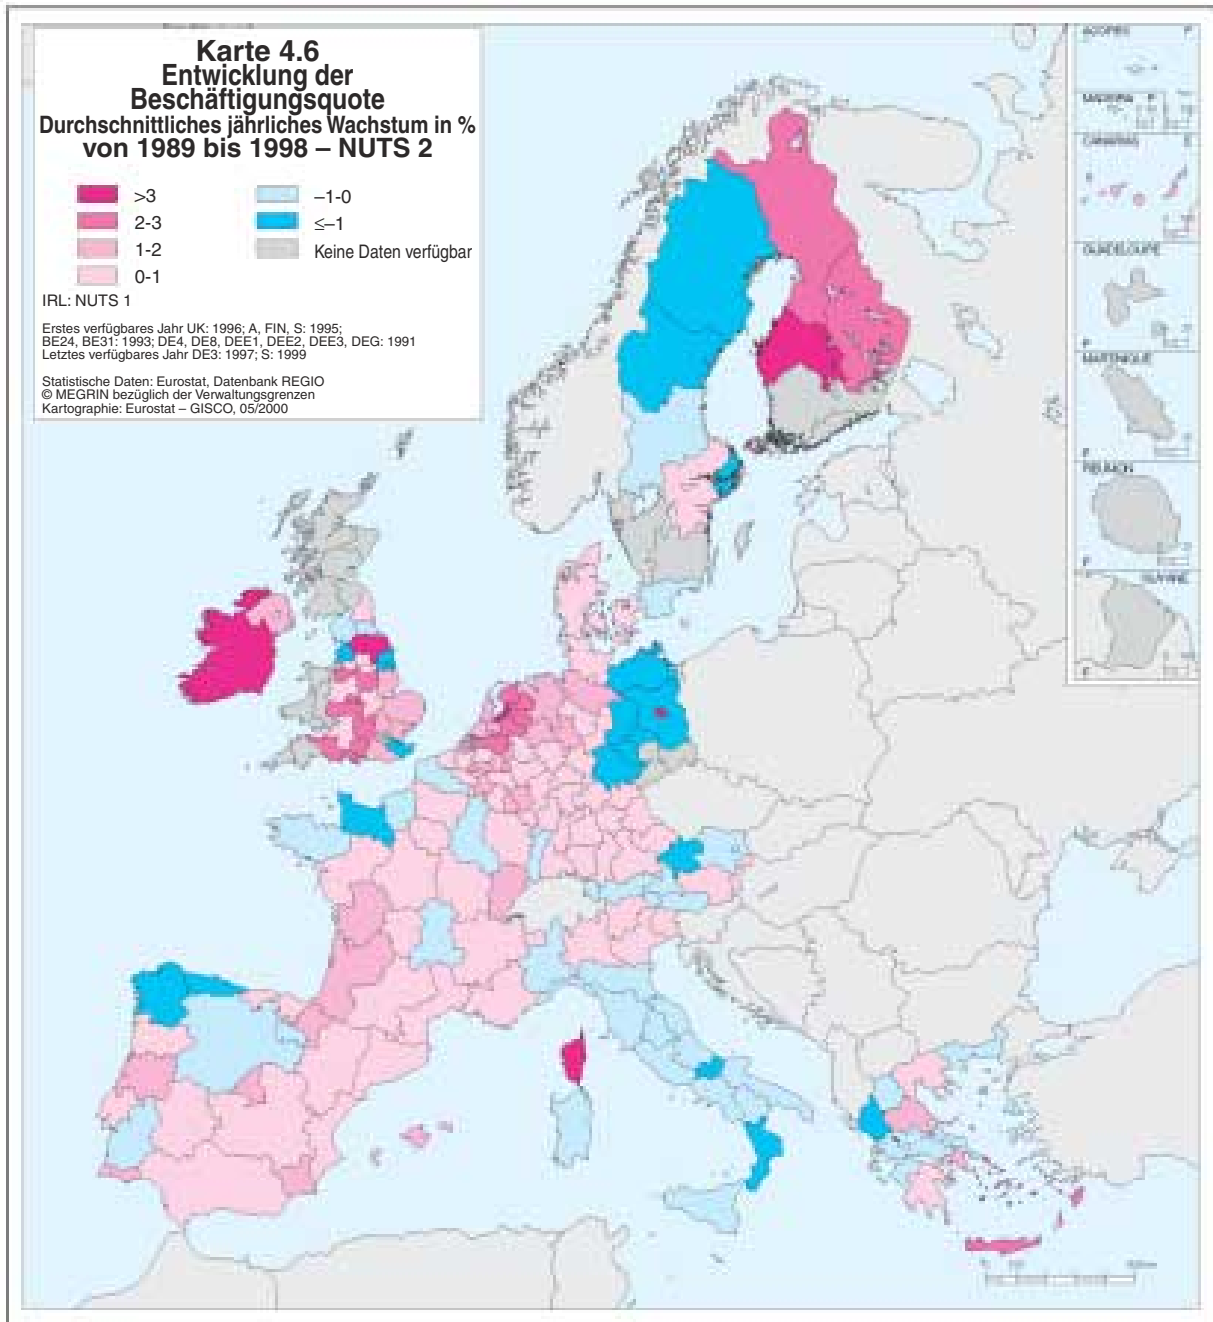 Karte 4.6
Entwicklung der
Beschäftigungsquote
Durchschnittliches jährliches Wachstum in %
von 1989 bis 1998 – NUTS 2
>3
2-3
1-2
0-1
–1-0
≤–1
Keine Daten verfügbar
IRL: NUTS 1
Erstes verfügbares Jahr UK: 1996; A, FIN, S: 1995;
BE24, BE31: 1993; DE4, DE8, DEE1, DEE2, DEE3, DEG: 1991
Letztes verfügbares Jahr DE3: 1997; S: 1999
Statistische Daten: Eurostat, Datenbank REGIO
© MEGRIN bezüglich der Verwaltungsgrenzen
Kartographie: Eurostat – GISCO, 05/2000
AÇORES P
MADEIRA P
CANARIAS E
GUADELOUPE
F
MARTINIQUE
F
RÉUNION
F
GUYANE
F